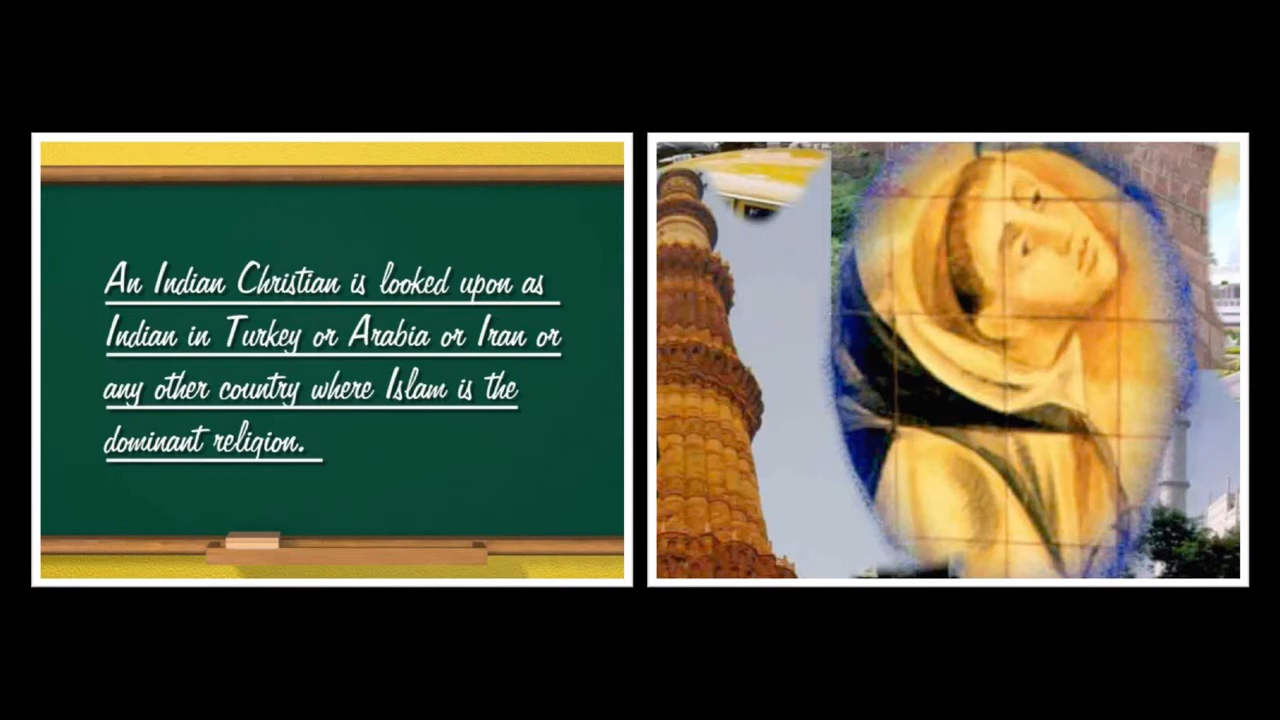 An Indian Christian is looked upon as
Indian in Turkey or Arabia or Iran or
any other country where Islam is the
dominant religion.